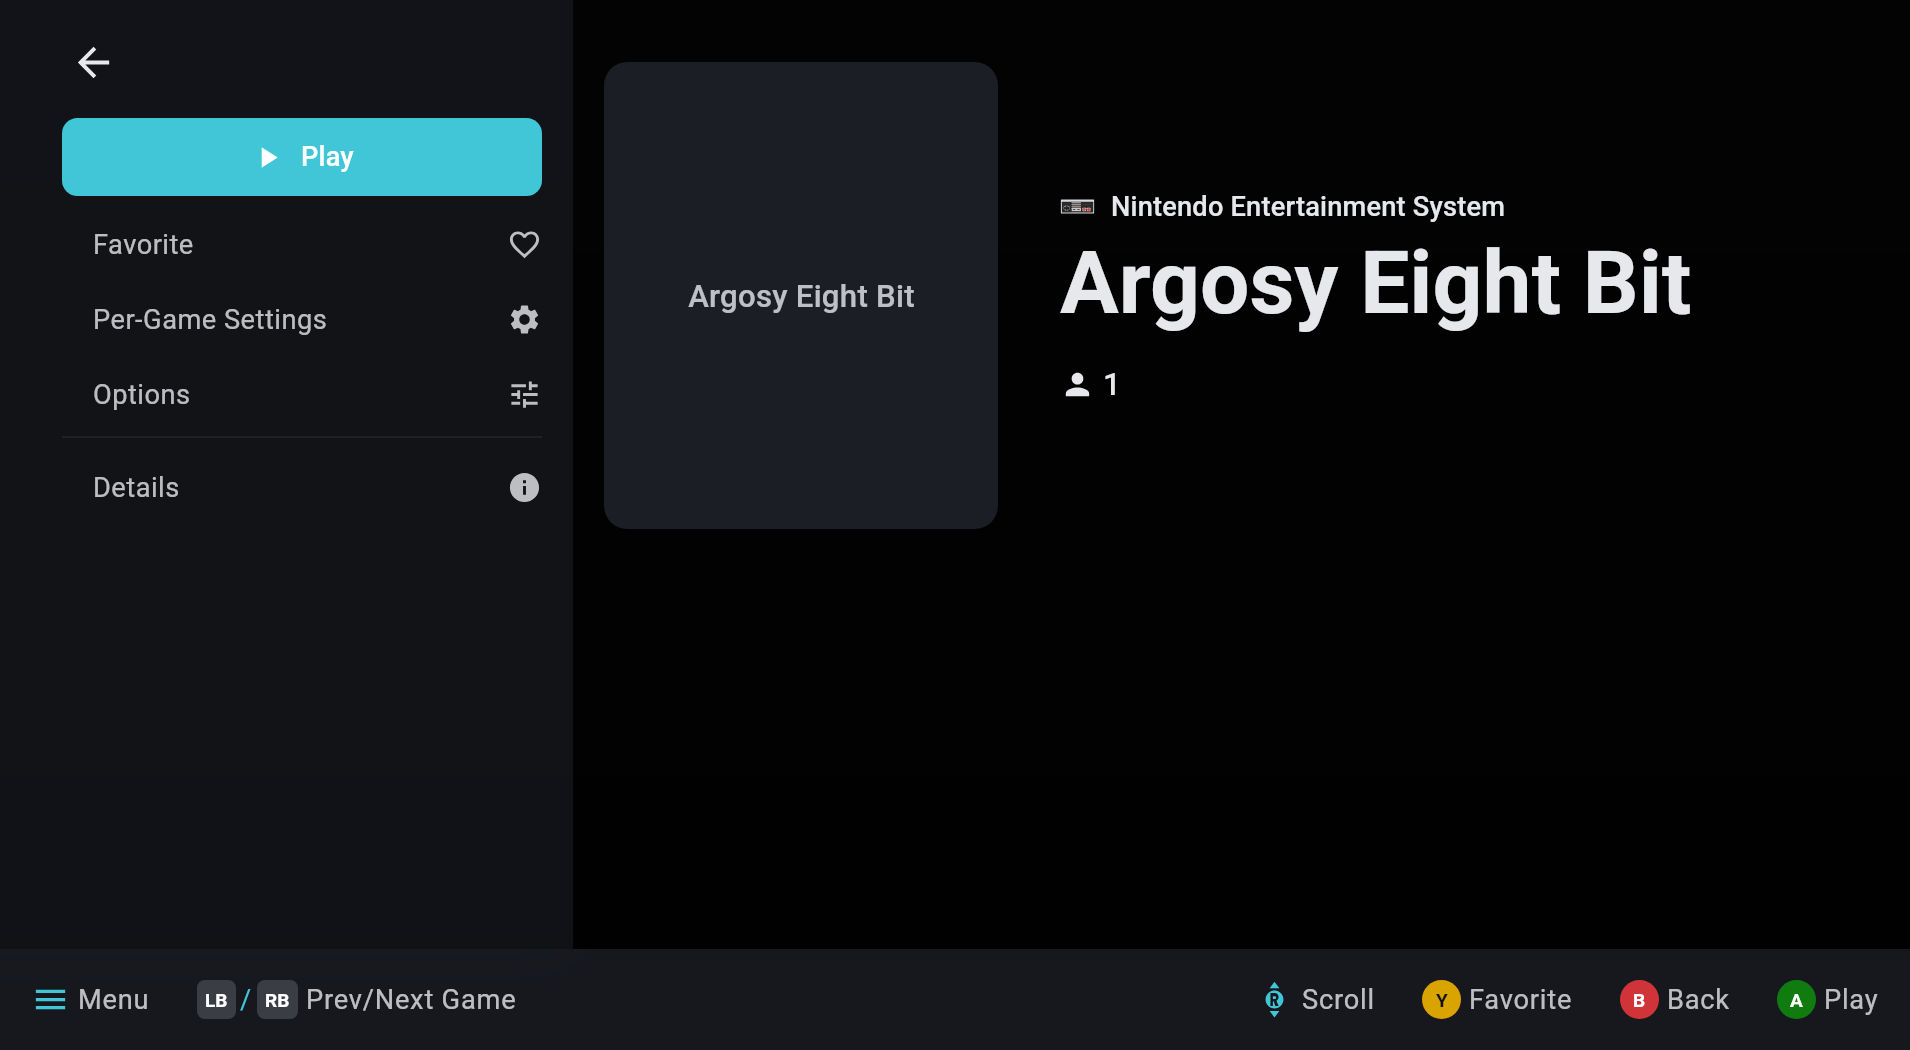 Play
Favorite
Per-Game Settings
Options
Details
Argosy Eight Bit
Nintendo Entertainment System
Argosy Eight Bit
1
Menu
LB / RB Prev/Next Game
R Scroll
Y Favorite
B Back
A Play